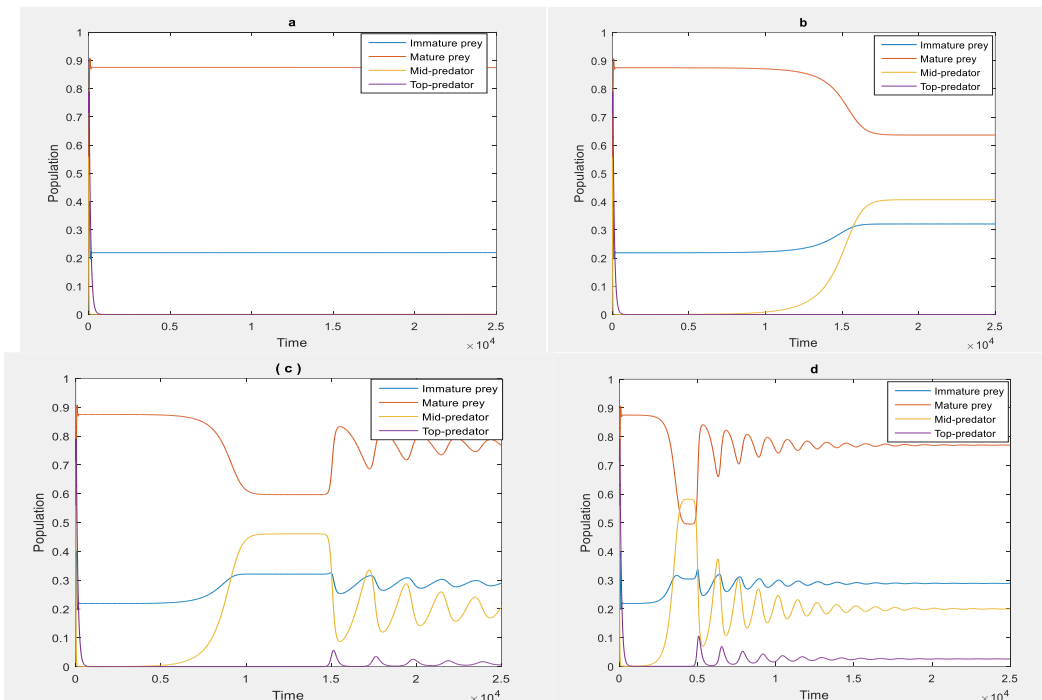 a
Population
1
0.9
0.8
0.7
0.6
0.5
0.4
0.3
0.2
0.1
0
Immature prey
Mature prey
Mid-predator
Top-predator
0 0.5 1 1.5 2 2.5
Time
×10⁴
b
Population
1
0.9
0.8
0.7
0.6
0.5
0.4
0.3
0.2
0.1
0
Immature prey
Mature prey
Mid-predator
Top-predator
0 0.5 1 1.5 2 2.5
Time
×10⁴
( c )
Population
1
0.9
0.8
0.7
0.6
0.5
0.4
0.3
0.2
0.1
0
Immature prey
Mature prey
Mid-predator
Top-predator
0 0.5 1 1.5 2 2.5
Time
×10⁴
d
Population
1
0.9
0.8
0.7
0.6
0.5
0.4
0.3
0.2
0.1
0
Immature prey
Mature prey
Mid-predator
Top-predator
0 0.5 1 1.5 2 2.5
Time
×10⁴